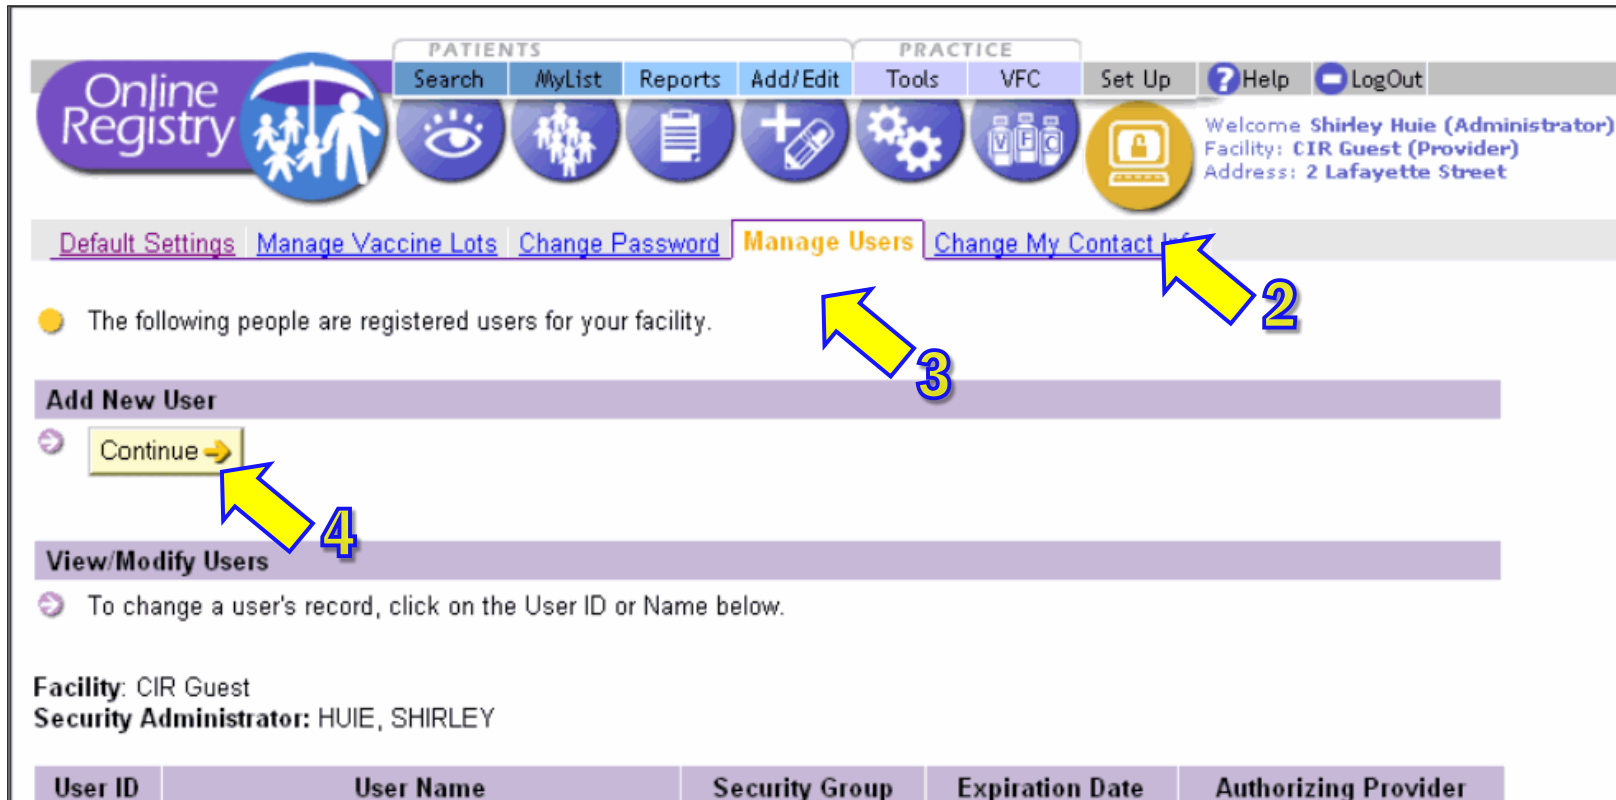 PATIENTS PRACTICE
Search MyList Reports Add/Edit Tools VFC Set Up ? Help LogOut
Online
Registry
V F C
Welcome Shirley Huie (Administrator)
Facility: CIR Guest (Provider)
Address: 2 Lafayette Street
Default Settings Manage Vaccine Lots Change Password Manage Users Change My Contact
2
The following people are registered users for your facility.
3
Add New User
Continue
4
View/Modify Users
To change a user's record, click on the User ID or Name below.
Facility: CIR Guest
Security Administrator: HUIE, SHIRLEY
User ID User Name Security Group Expiration Date Authorizing Provider